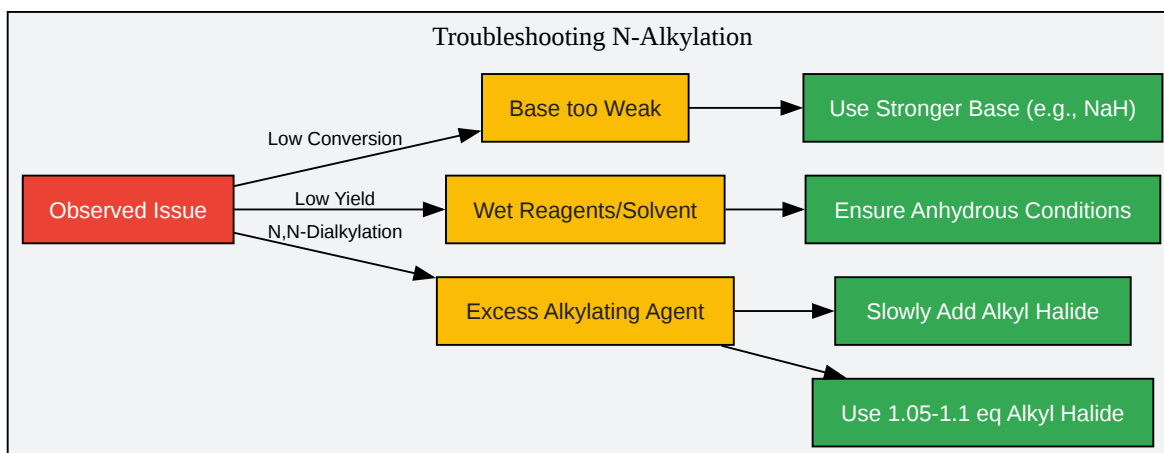 Troubleshooting N-Alkylation
Base too Weak
Use Stronger Base (e.g., NaH)
Low Conversion
Observed Issue
Low Yield
Wet Reagents/Solvent
Ensure Anhydrous Conditions
N,N-Dialkylation
Excess Alkylating Agent
Slowly Add Alkyl Halide
Use 1.05-1.1 eq Alkyl Halide